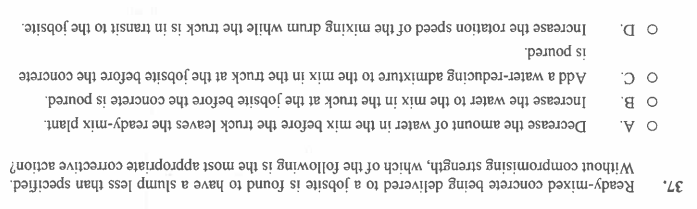 37. Ready-mixed concrete being delivered to a jobsite is found to have a slump less than specified.
Without compromising strength, which of the following is the most appropriate corrective action?
A. Decrease the amount of water in the mix before the truck leaves the ready-mix plant.
B. Increase the water to the mix in the truck at the jobsite before the concrete is poured.
C. Add a water-reducing admixture to the mix in the truck at the jobsite before the concrete
is poured.
D. Increase the rotation speed of the mixing drum while the truck is in transit to the jobsite.